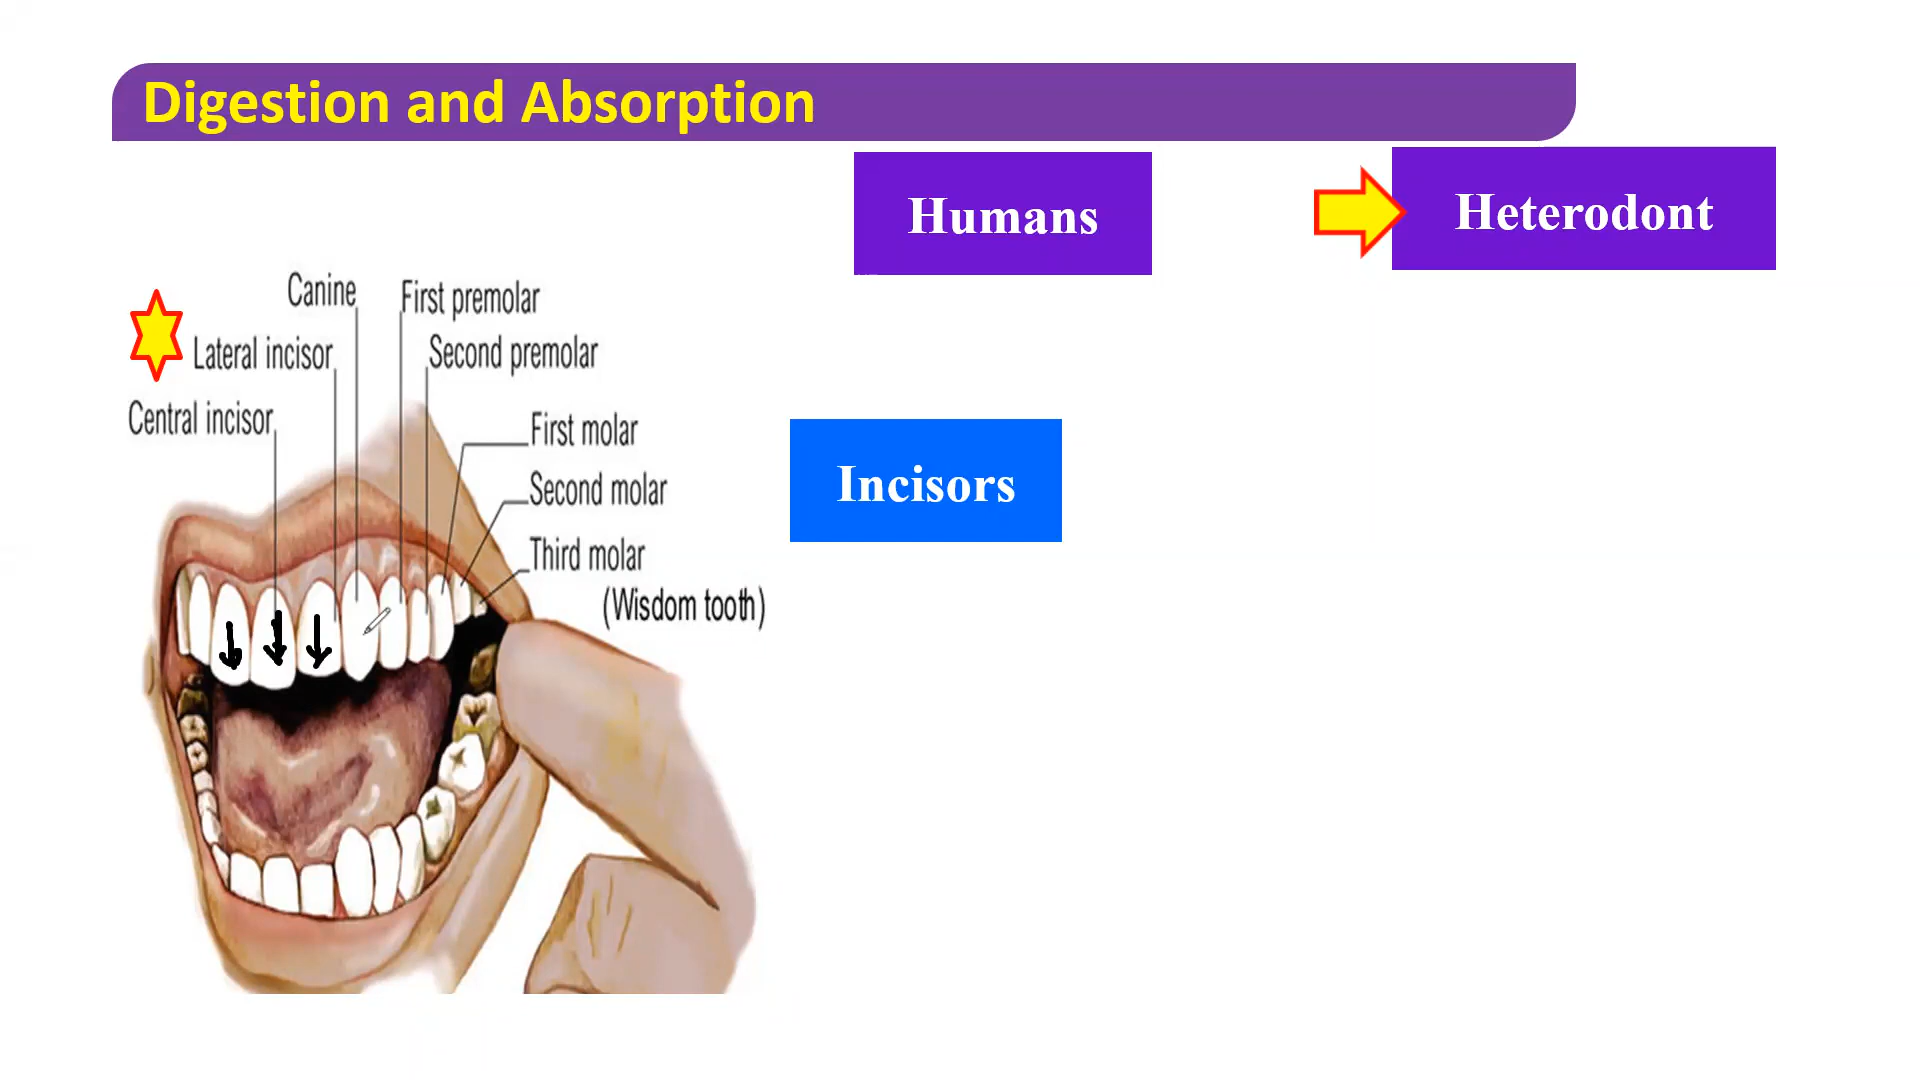 Digestion and Absorption
Humans
Heterodont
Canine
First premolar
Lateral incisor
Second premolar
Central incisor
First molar
Second molar
Third molar
(Wisdom tooth)
Incisors